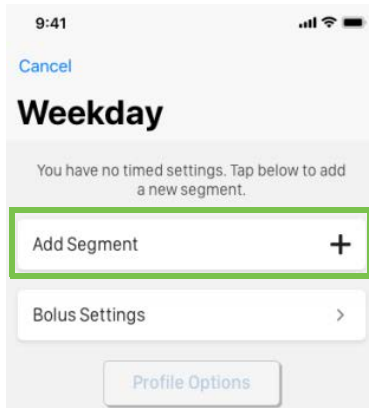 9:41
Cancel
Weekday
You have no timed settings. Tap below to add
a new segment.
Add Segment
Bolus Settings
Profile Options